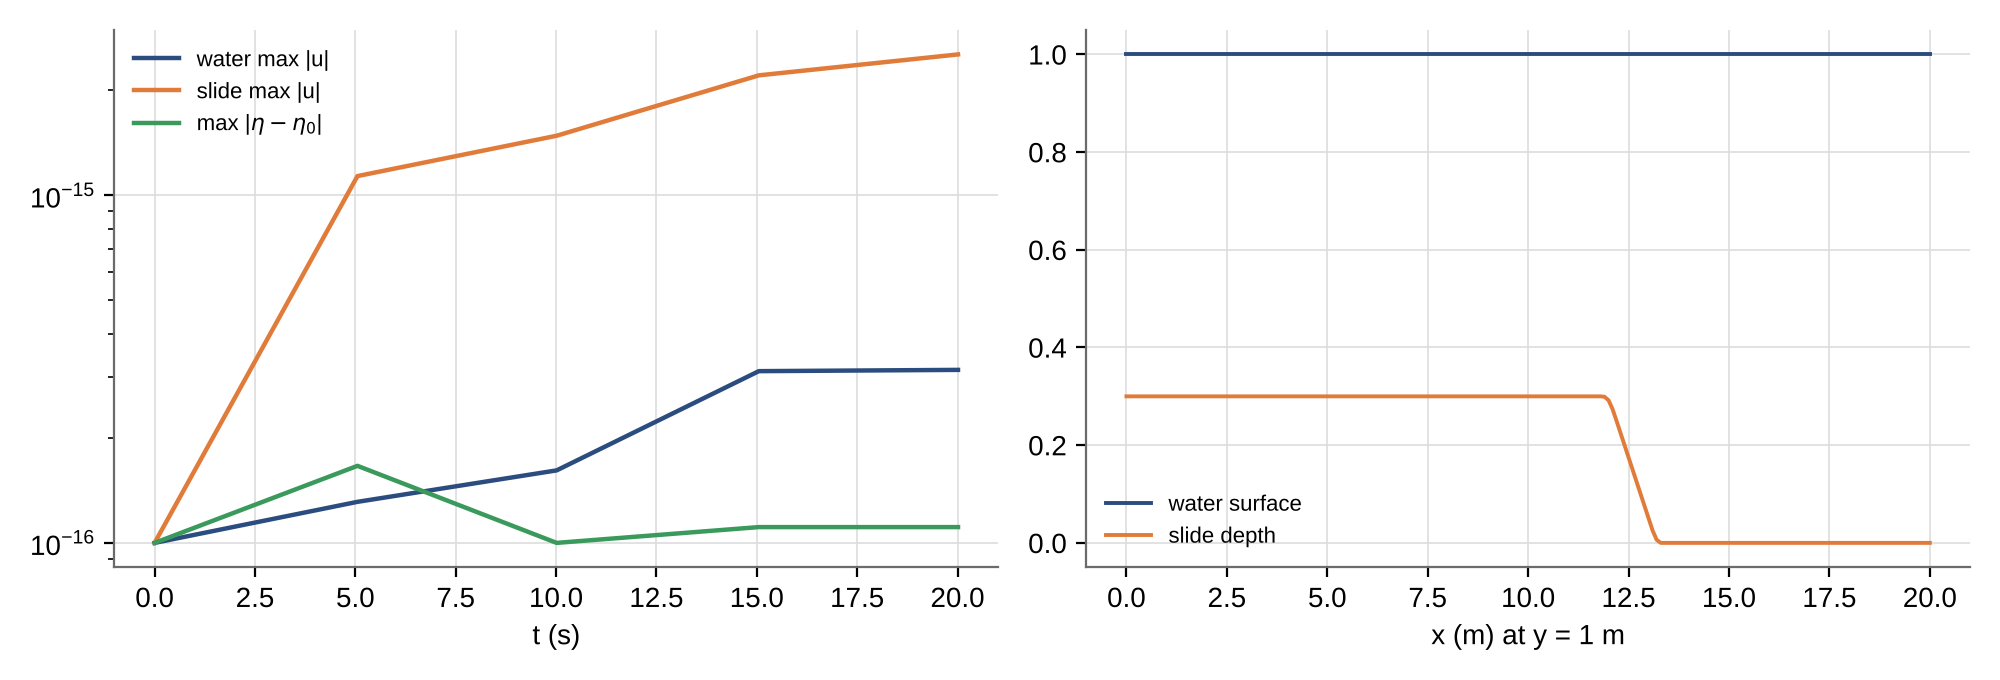 water max |u|
slide max |u|
max |η − η₀|
10⁻¹⁵
10⁻¹⁶
0.0 2.5 5.0 7.5 10.0 12.5 15.0 17.5 20.0
t (s)
1.0
0.8
0.6
0.4
0.2
0.0
water surface
slide depth
0.0 2.5 5.0 7.5 10.0 12.5 15.0 17.5 20.0
x (m) at y = 1 m